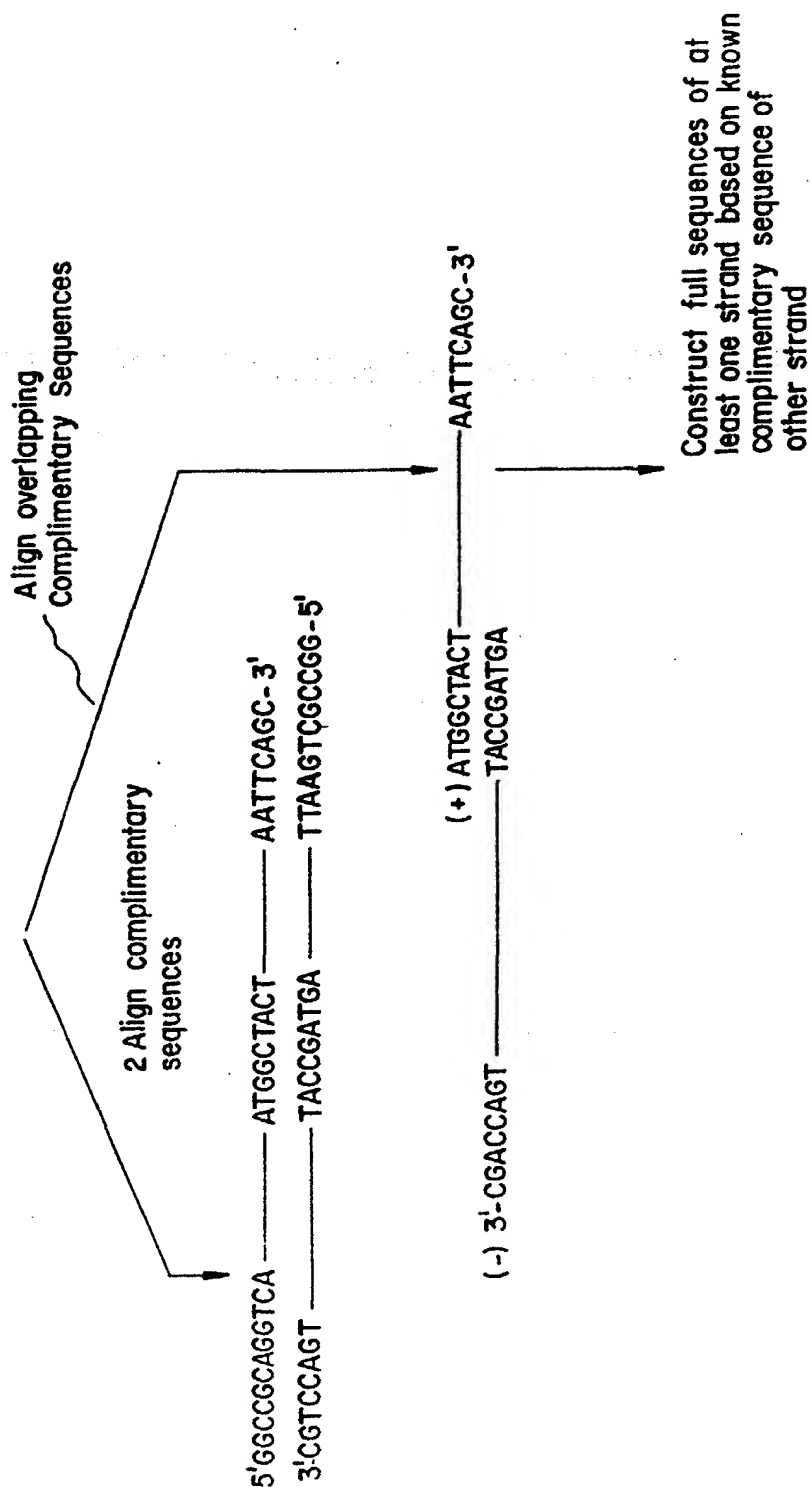 Align overlapping
Complimentary Sequences
2 Align complimentary
sequences
5'GGCCGCAGGTCA ATGGCTACT AATTCAGC-3'
3'-CGTCCAGT TACCGATGA TTAAGTCGCCGG-5'
(+) ATGGCTACT AATTCAGC-3'
(-) 3'-CGACCAGT TACCGATGA
Construct full sequences of at
least one strand based on known
complimentary sequence of
other strand